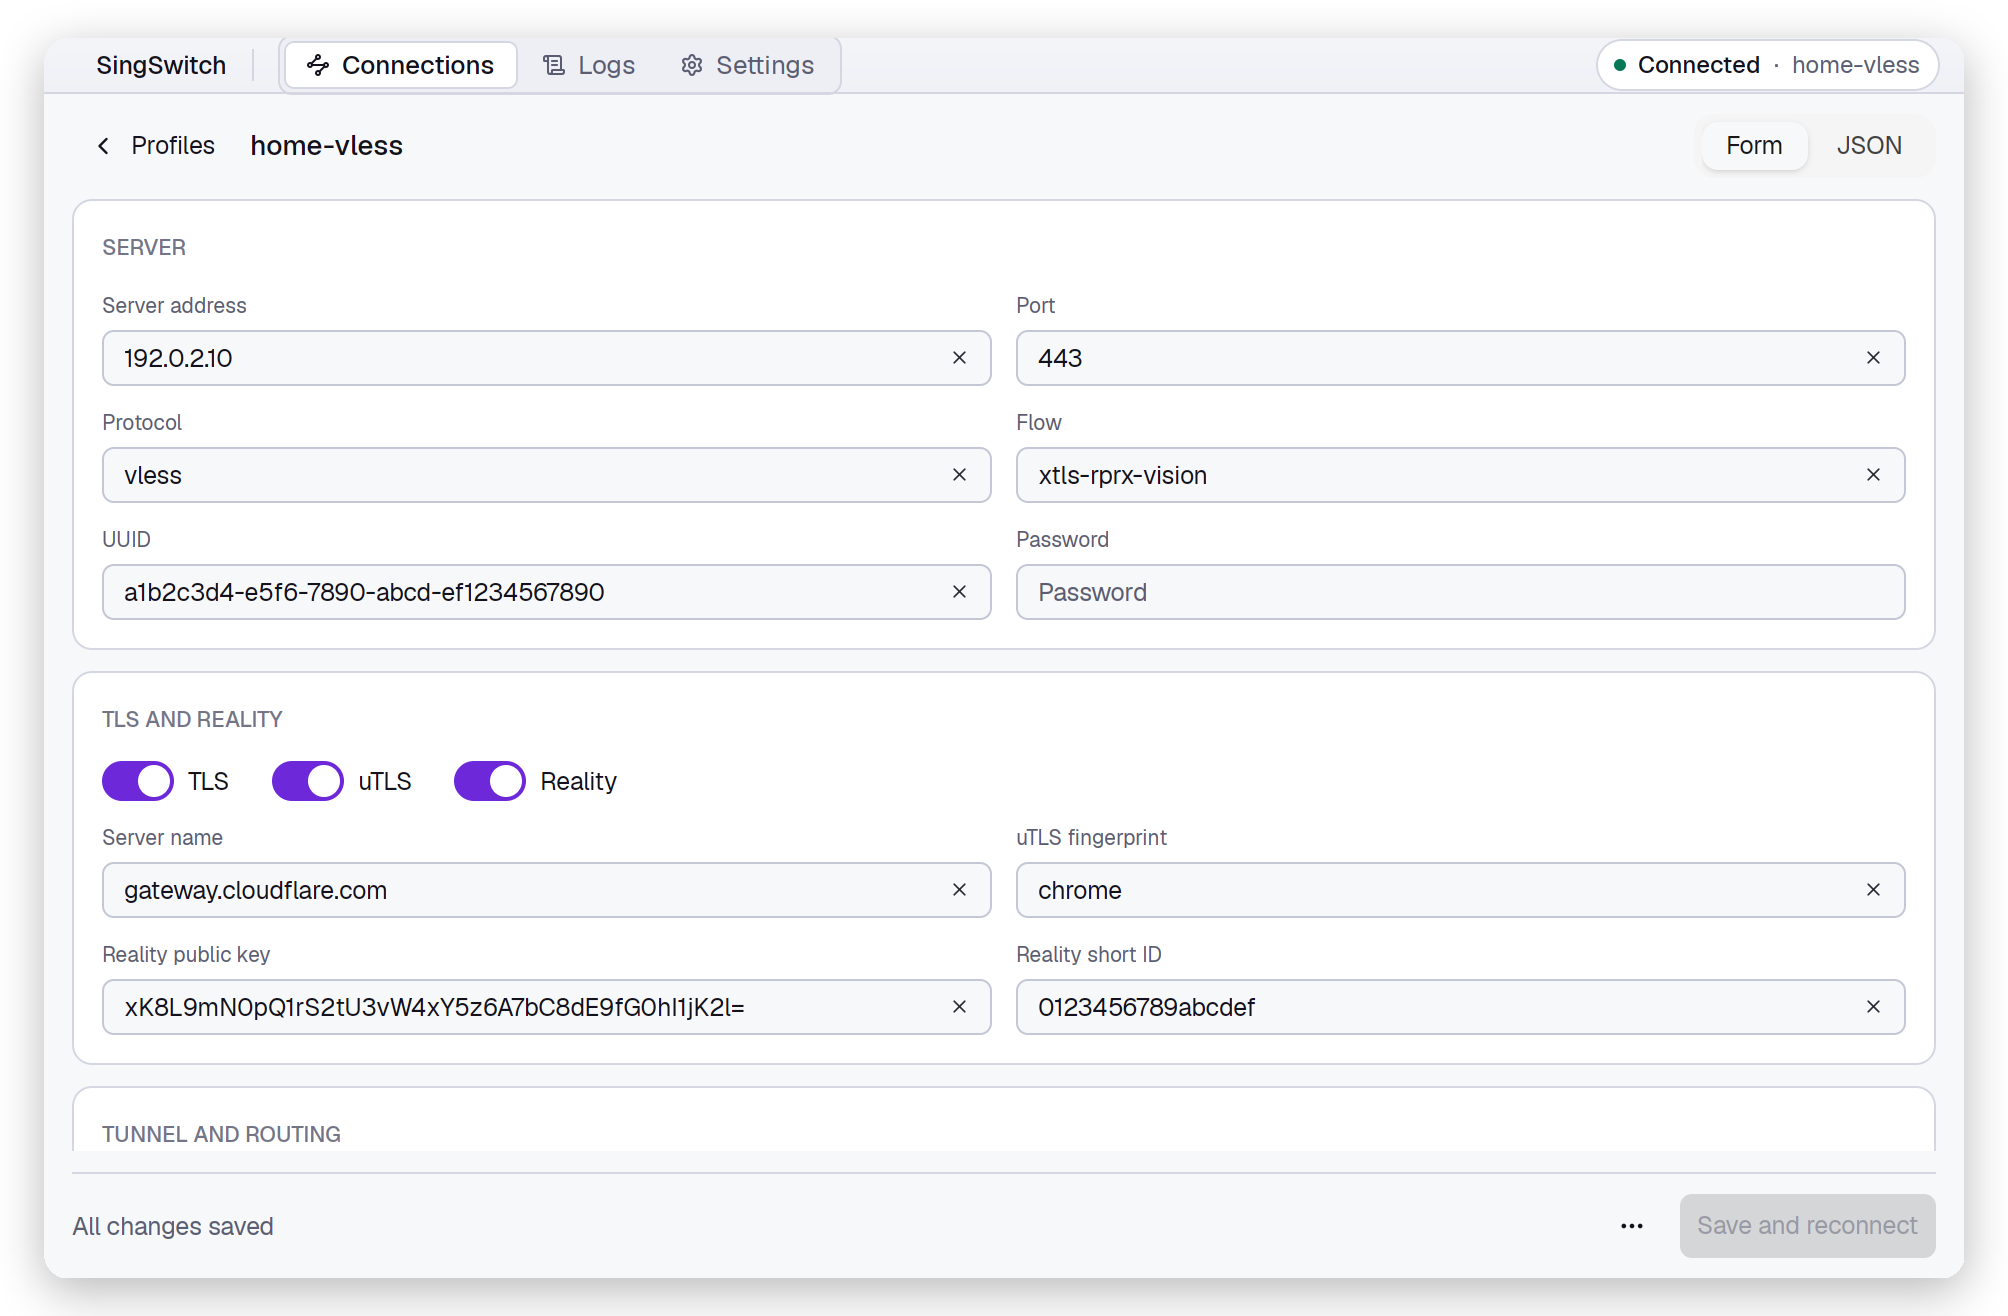 SingSwitch Connections Logs Settings Connected · home-vless
Profiles home-vless Form JSON
SERVER
Server address Port
192.0.2.10 443
Protocol Flow
vless xtls-rprx-vision
UUID Password
a1b2c3d4-e5f6-7890-abcd-ef1234567890 Password
TLS AND REALITY
TLS uTLS Reality
Server name uTLS fingerprint
gateway.cloudflare.com chrome
Reality public key Reality short ID
xK8L9mN0pQ1rS2tU3vW4xY5z6A7bC8dE9fG0hI1jK2l= 0123456789abcdef
TUNNEL AND ROUTING
All changes saved ... Save and reconnect